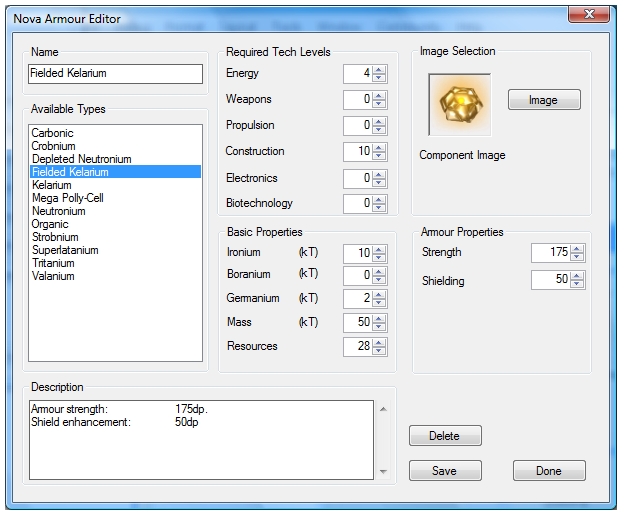 Nova Armour Editor
Name
Fielded Kelarium
Available Types
Carbonic
Crobnium
Depleted Neutronium
Fielded Kelarium
Kelarium
Mega Polly-Cell
Neutronium
Organic
Strobnium
Superlatanium
Tritanium
Valanium
Required Tech Levels
Energy 4
Weapons 0
Propulsion 0
Construction 10
Electronics 0
Biotechnology 0
Basic Properties
Ironium (kT) 10
Boranium (kT) 0
Germanium (kT) 2
Mass (kT) 50
Resources 28
Image Selection
Image
Component Image
Amour Properties
Strength 175
Shielding 50
Description
Armour strength: 175dp.
Shield enhancement: 50dp
Delete
Save Done